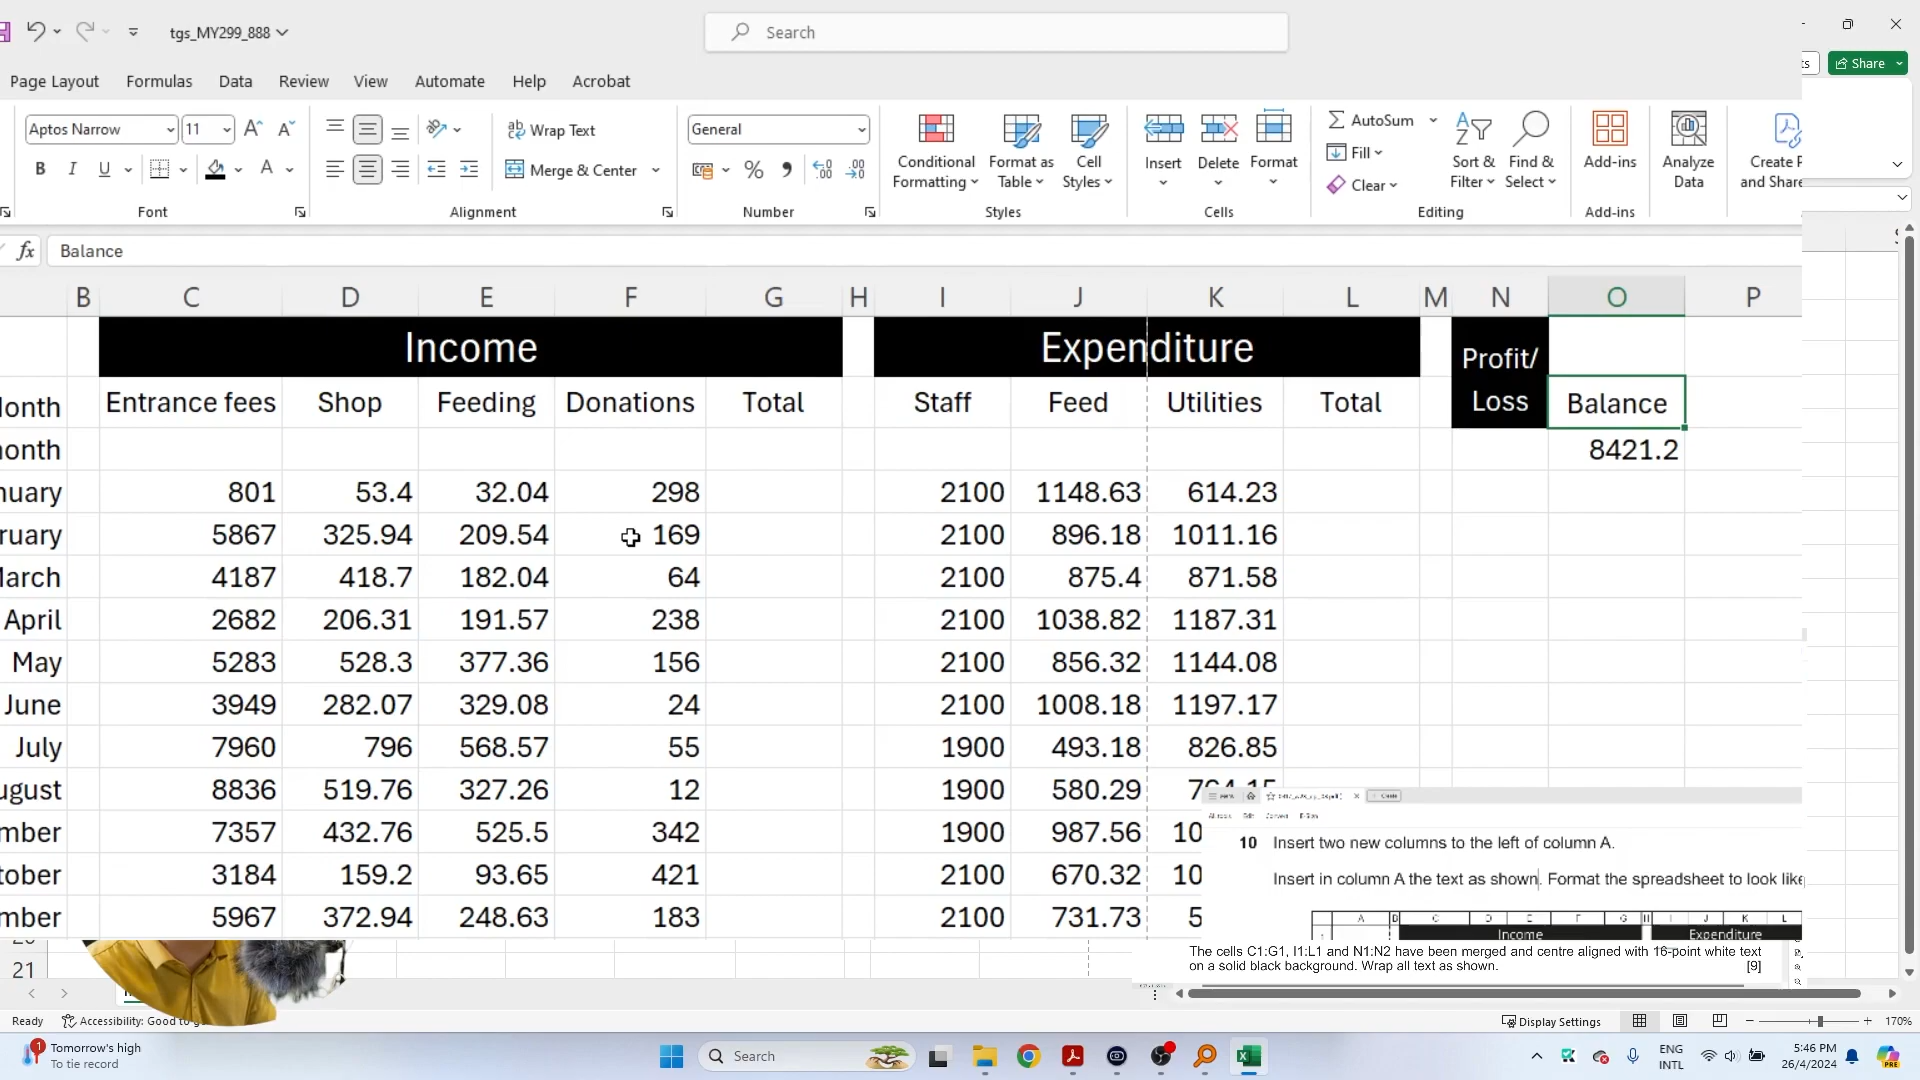 tgs_MY299_888
Search
Page Layout Formulas Data Review View Automate Help Acrobat
Share
Aptos Narrow 11
Wrap Text
General
AutoSum
Fill
Clear
B I U
Merge & Center
Conditional Formatting
Format as Table
Cell Styles
Insert Delete Format
Sort & Filter
Find & Select
Add-ins
Analyze Data
Create P
and Share
Font Alignment Number Styles Cells Editing Add-ins
fx Balance
B C D E F G H I J K L M N O P
Income Expenditure Profit/ Loss
Entrance fees Shop Feeding Donations Total Staff Feed Utilities Total Balance
8421.2
801 53.4 32.04 298 2100 1148.63 614.23
5867 325.94 209.54 169 2100 896.18 1011.16
4187 418.7 182.04 64 2100 875.4 871.58
April 2682 206.31 191.57 238 2100 1038.82 1187.31
May 5283 528.3 377.36 156 2100 856.32 1144.08
June 3949 282.07 329.08 24 2100 1008.18 1197.17
July 7960 796 568.57 55 1900 493.18 826.85
8836 519.76 327.26 12 1900 580.29
7357 432.76 525.5 342 1900 987.56 10
3184 159.2 93.65 421 2100 670.32 10
5967 372.94 248.63 183 2100 731.73 5
10 Insert two new columns to the left of column A.
Insert in column A the text as shown. Format the spreadsheet to look like
A B C D E F G H I J K L
Income Expenditure
The cells C1:G1, I1:L1 and N1:N2 have been merged and centre aligned with 16-point white text
on a solid black background. Wrap all text as shown. [9]
21
Ready Accessibility: Good to
Display Settings 170%
Tomorrow's high
To tie record
Search
ENG
INTL
5:46 PM
26/4/2024